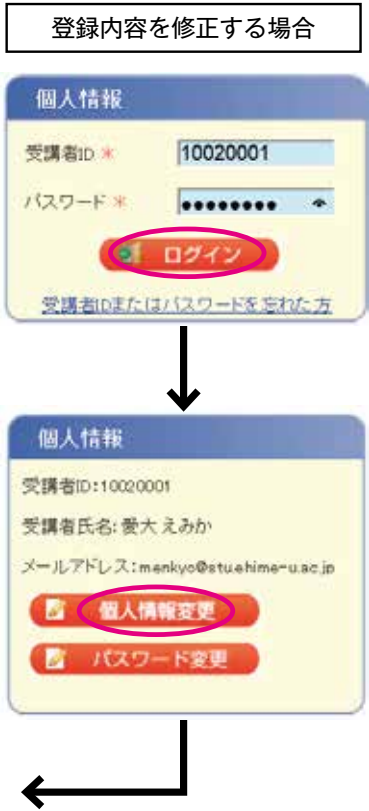 登録内容を修正する場合
個人情報
受講者ID *
10020001
パスワード *
●●●●●●●●
ログイン
受講者IDまたはパスワードを忘れた方
個人情報
受講者ID:10020001
受講者氏名:愛大 えみか
メールアドレス:menkyo@stu.ehime-u.ac.jp
個人情報変更
パスワード変更